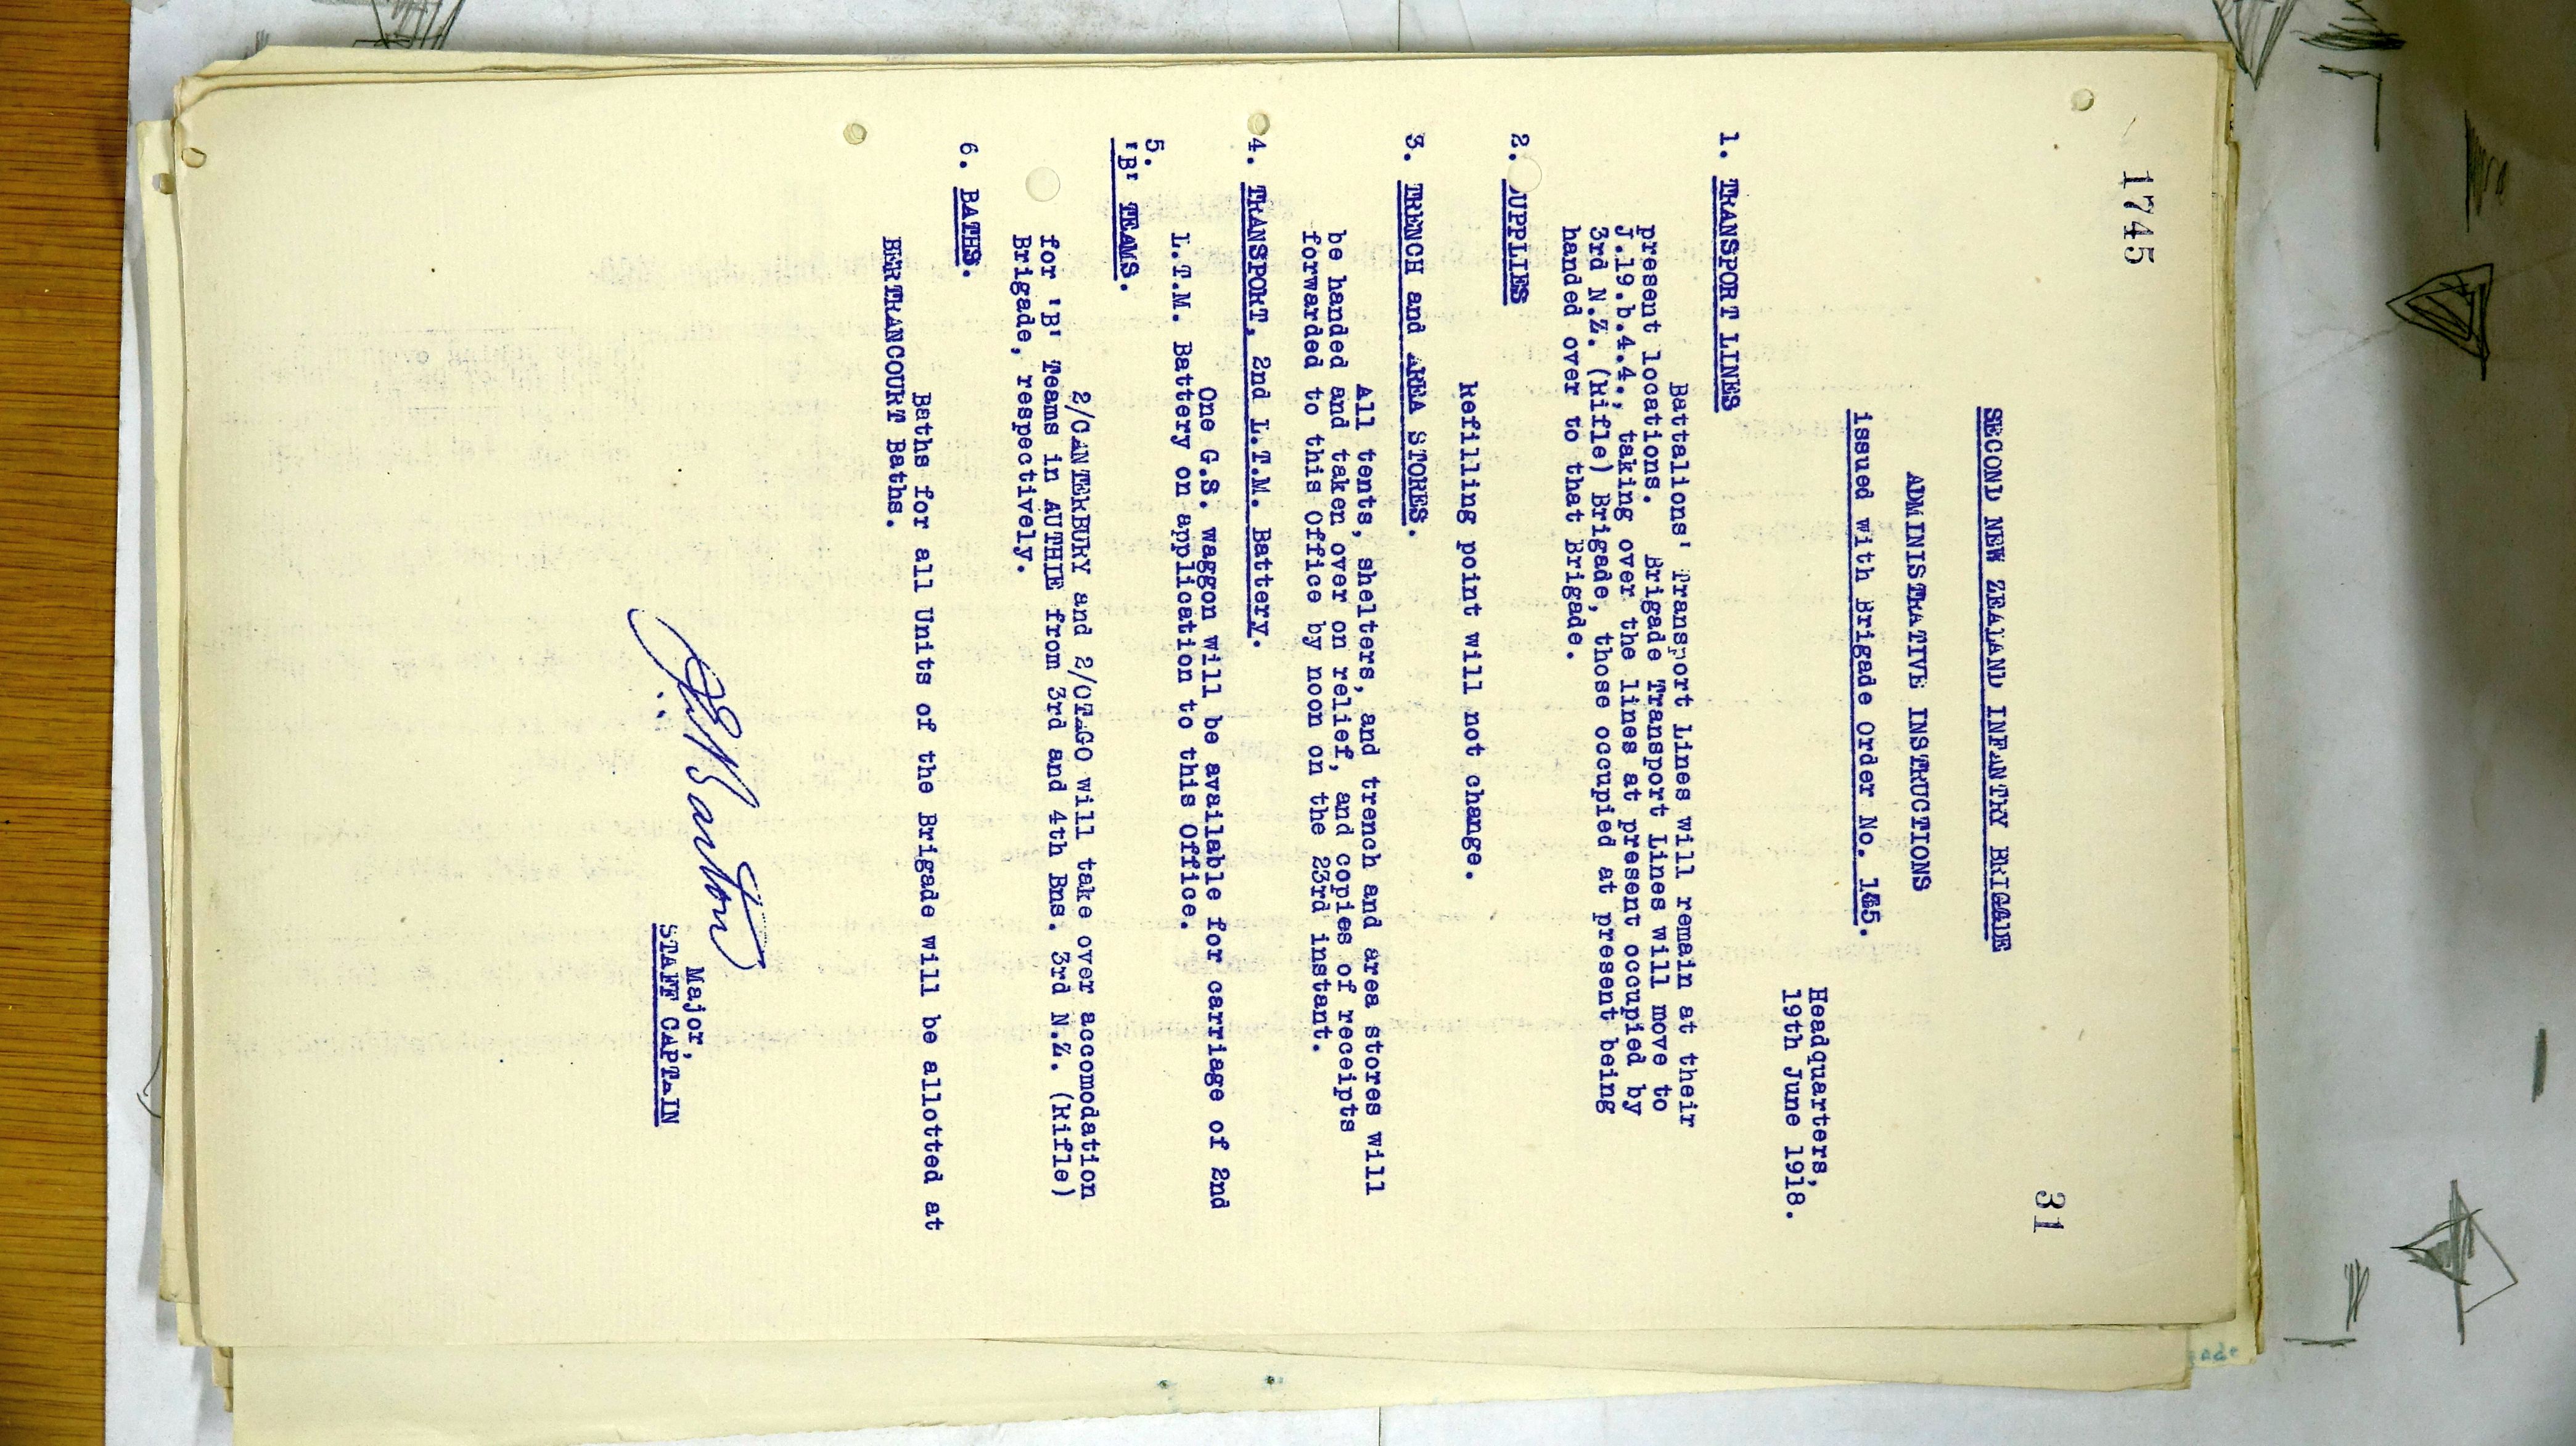 1745
31
SECOND NEW ZEALAND INFANTRY BRIGADE
ADMINISTRATIVE INSTRUCTIONS
issued with Brigade Order No. 145.
Headquarters,
19th June 1918.
1. TRANSPORT LINES
Battalions' Transport Lines will remain at their
present locations. Brigade Transport Lines will move to
J.19.b.4.4., taking over the lines at present occupied by
3rd N.Z. (Rifle) Brigade, those occupied at present being
handed over to that Brigade.
2. UPPLIES
Refilling point will not change.
3. TRENCH and AREA STORES.
All tents, shelters, and trench and area stores will
be handed and taken over on relief, and copies of receipts
forwarded to this Office by noon on the 23rd instant.
4. TRANSPORT, 2nd L.T.M. Battery.
One G.S. waggon will be available for carriage of 2nd
L.T.M. Battery on application to this Office.
5.
'B' TEAMS.
2/CANTERBURY and 2/OTAGO will take over accomodation
for 'B' Teams in AUTHIE from 3rd and 4th Bns. 3rd N.Z. (Rifle)
Brigade, respectively.
6. BATHS.
Baths for all Units of the Brigade will be allotted at
BERTRANCOURT Baths.
Major,
STAFF CAPTAIN
ade